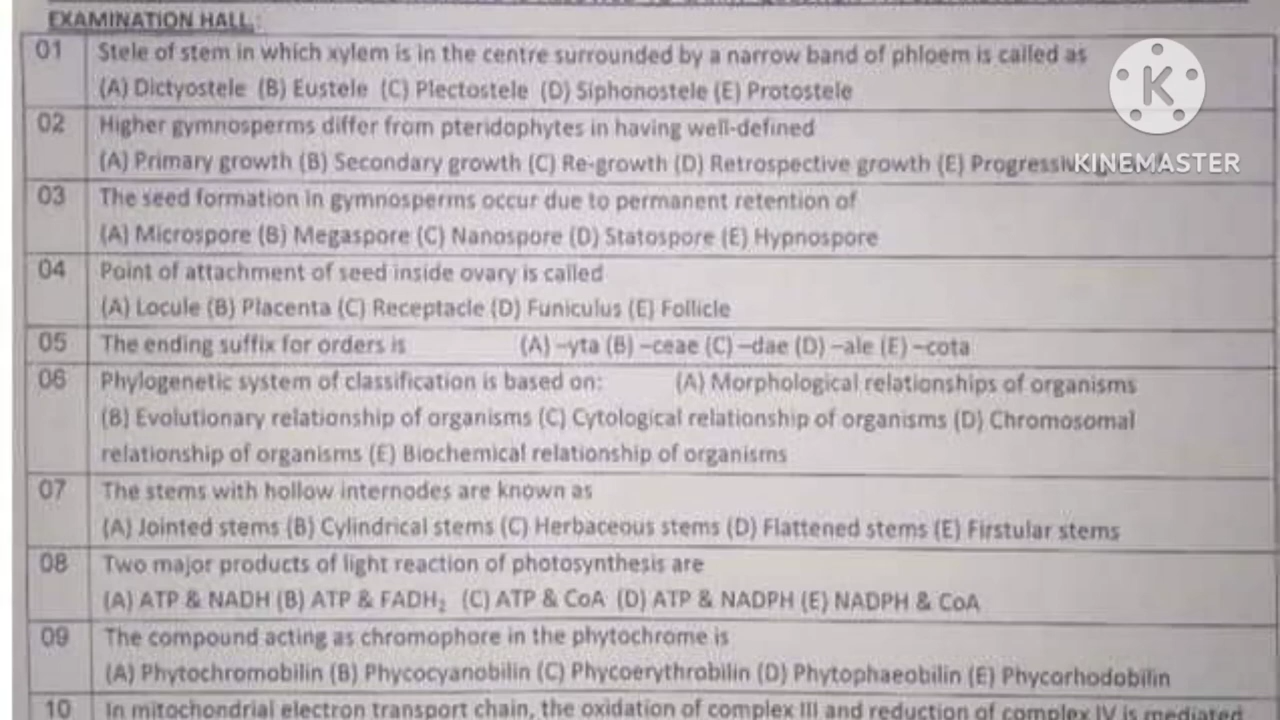 EXAMINATION HALL:
01 Stele of stem in which xylem is in the centre surrounded by a narrow band of phloem is called as
(A) Dictyostele (B) Eustele (C) Plectostele (D) Siphonostele (E) Protostele
02 Higher gymnosperms differ from pteridophytes in having well-defined
(A) Primary growth (B) Secondary growth (C) Re-growth (D) Retrospective growth (E)
03 The seed formation in gymnosperms occur due to permanent retention of
(A) Microspore (B) Megaspore (C) Nanospore (D) Statospore (E) Hypnospore
04 Point of attachment of seed inside ovary is called
(A) Locule (B) Placenta (C) Receptacle (D) Funiculus (E) Follicle
05 The ending suffix for orders is (A) –yta (B) –ceae (C) –dae (D) –ale (E) –cota
06 Phylogenetic system of classification is based on: (A) Morphological relationships of organisms
(B) Evolutionary relationship of organisms (C) Cytological relationship of organisms (D) Chromosomal
relationship of organisms (E) Biochemical relationship of organisms
07 The stems with hollow internodes are known as
(A) Jointed stems (B) Cylindrical stems (C) Herbaceous stems (D) Flattened stems (E) Firstular stems
08 Two major products of light reaction of photosynthesis are
(A) ATP & NADH (B) ATP & FADH₂ (C) ATP & CoA (D) ATP & NADPH (E) NADPH & CoA
09 The compound acting as chromophore in the phytochrome is
(A) Phytochromobilin (B) Phycocyanobilin (C) Phycoerythrobilin (D) Phytophaeobilin (E) Phycorhodobilin
10 In mitochondrial electron transport chain, the oxidation of complex III and reduction of complex IV is mediated
K
KINEMASTER